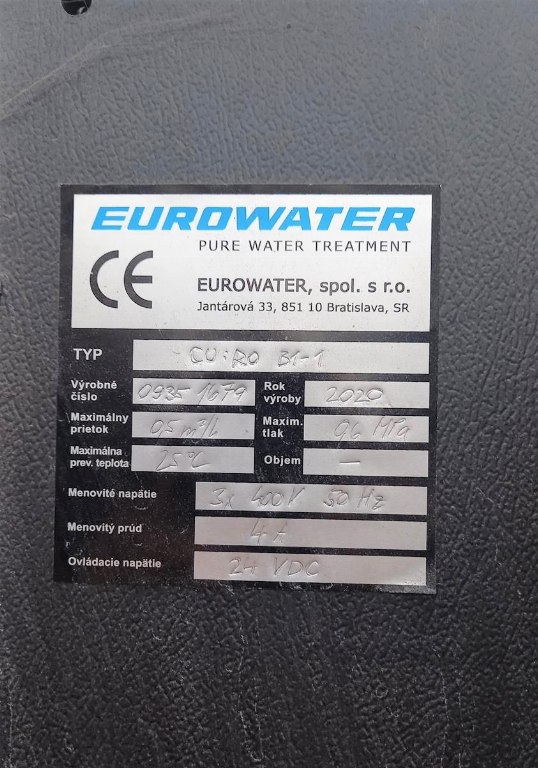 EUROWATER
PURE WATER TREATMENT
CE
EUROWATER, spol. s r.o.
Jantárová 33, 851 10 Bratislava, SR
TYP CU:RO B1-1
Výrobné číslo 0935 1679 Rok výroby 2020
Maximálny prietok 0,5 m³/h Maxim. tlak 0,6 MPa
Maximálna prev. teplota 25°C Objem —
Menovité napätie 3x 400V 50 Hz
Menovitý prúd 4 A
Ovládacie napätie 24 VDC